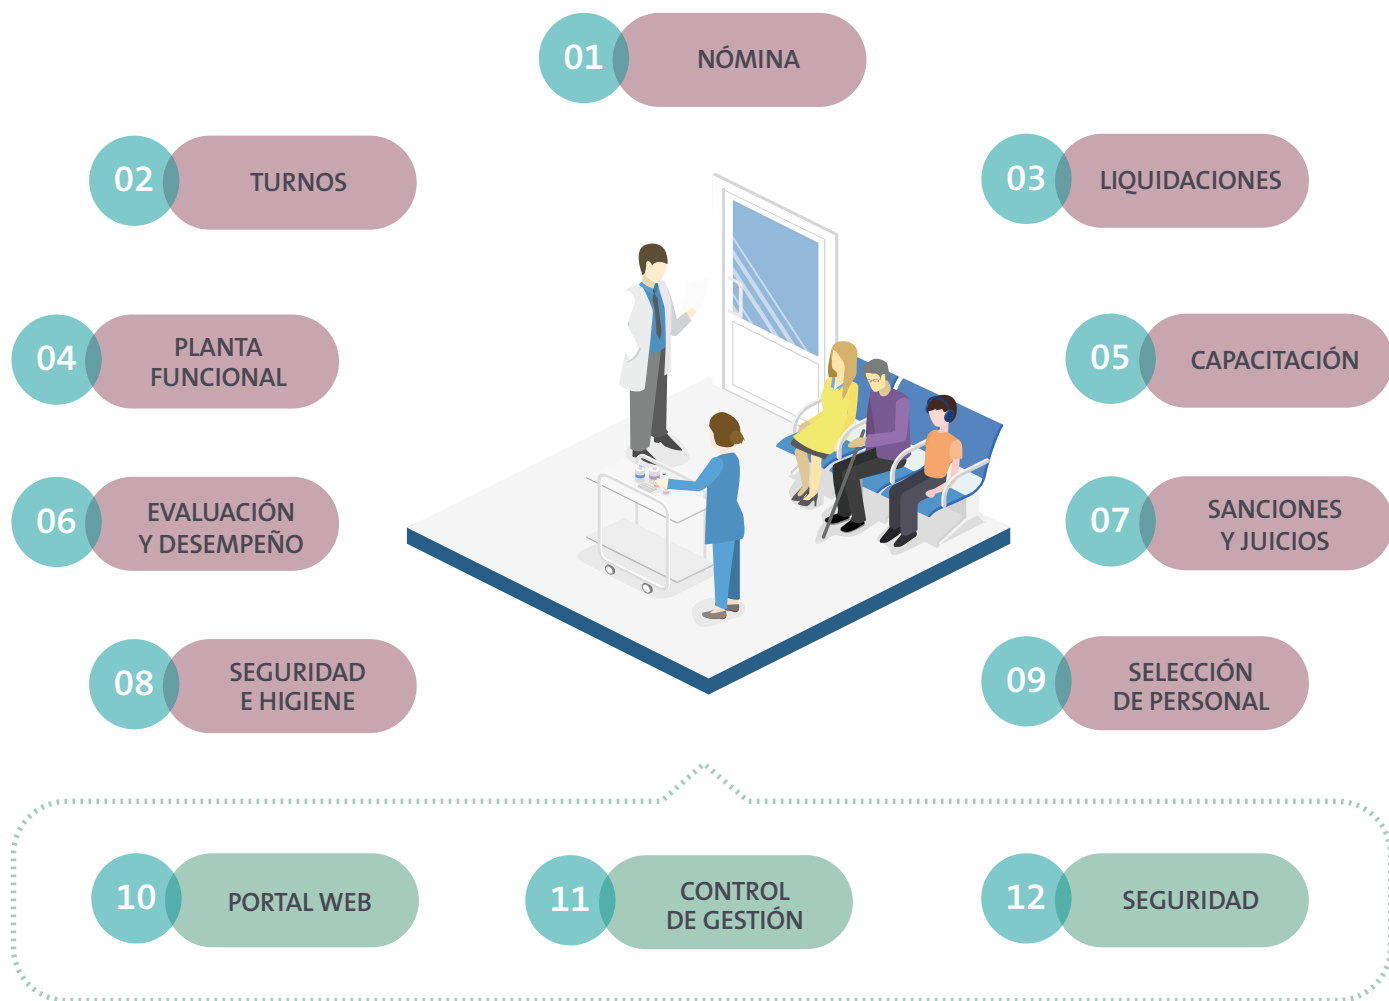 01
NÓMINA
02
TURNOS
03
LIQUIDACIONES
04
PLANTA
FUNCIONAL
05
CAPACITACIÓN
06
EVALUACIÓN
Y DESEMPEÑO
07
SANCIONES
Y JUICIOS
08
SEGURIDAD
E HIGIENE
09
SELECCIÓN
DE PERSONAL
10
PORTAL WEB
11
CONTROL
DE GESTIÓN
12
SEGURIDAD